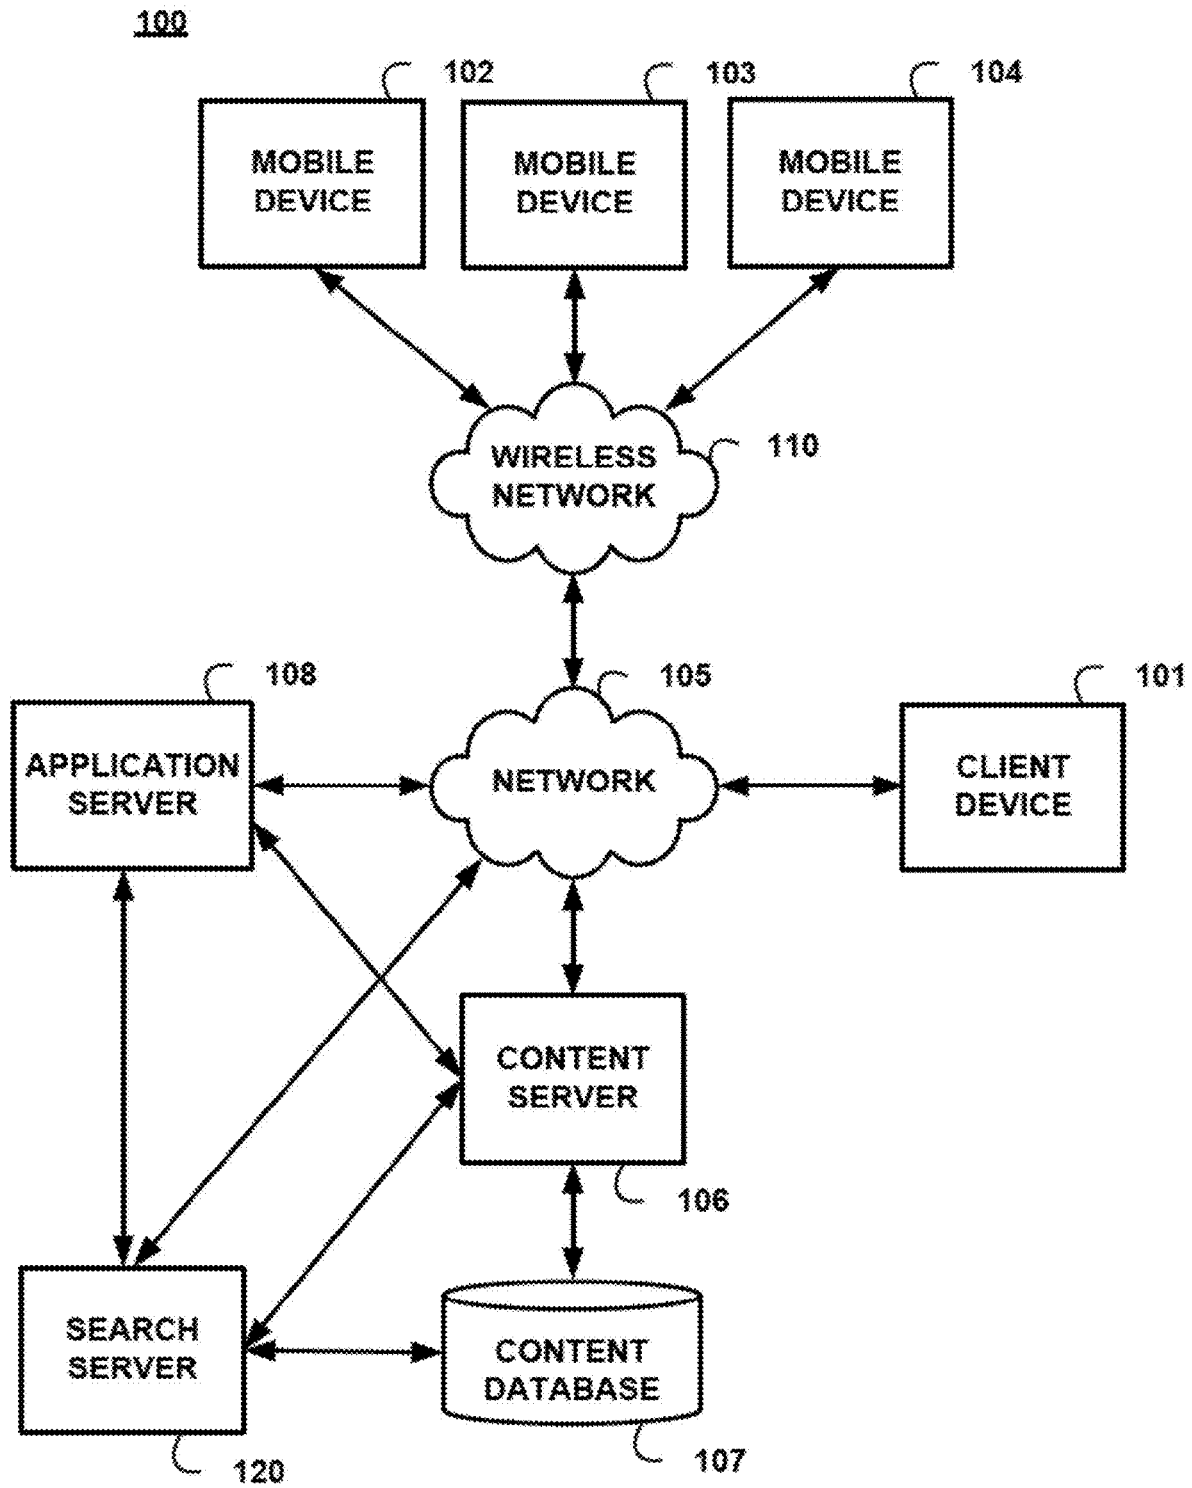 100
102
103
104
MOBILE
DEVICE
MOBILE
DEVICE
MOBILE
DEVICE
WIRELESS
NETWORK
110
108
105
101
APPLICATION
SERVER
NETWORK
CLIENT
DEVICE
CONTENT
SERVER
106
SEARCH
SERVER
CONTENT
DATABASE
120
107